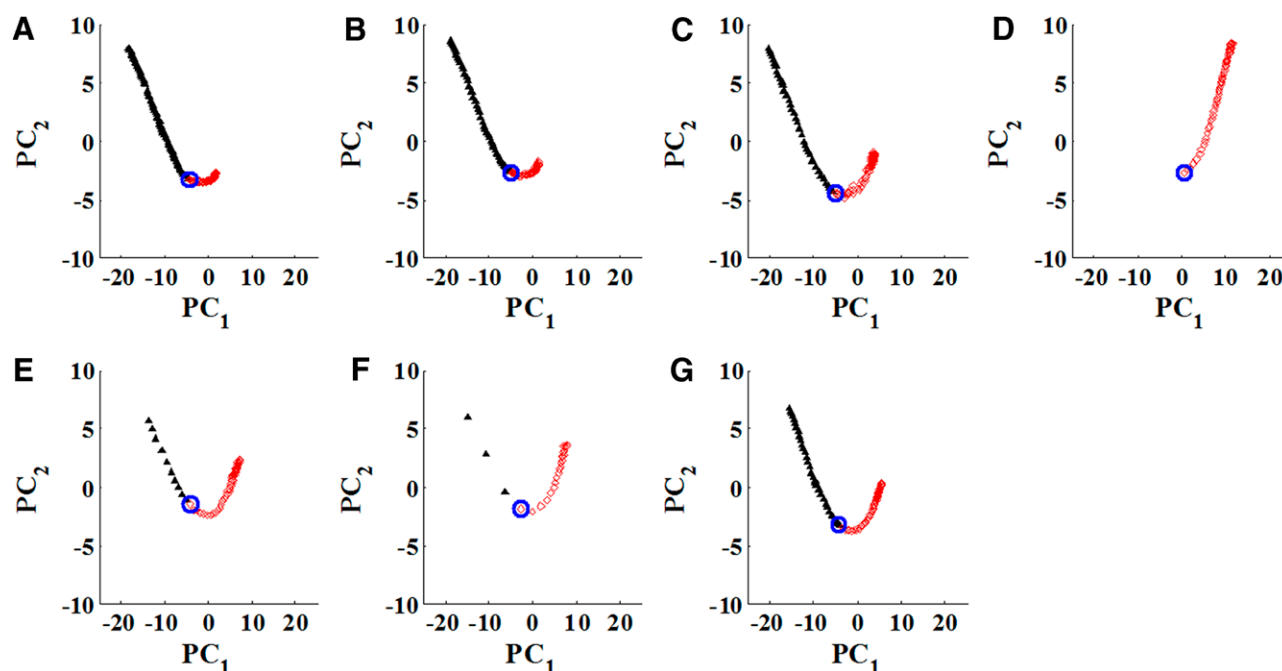 A B C D
10 10 10 10
5 5 5 5
PC2 PC2 PC2 PC2
0 0 0 0
-5 -5 -5 -5
-10 -10 -10 -10
-20 -10 0 10 20 -20 -10 0 10 20 -20 -10 0 10 20 -20 -10 0 10 20
PC1 PC1 PC1 PC1
E F G
10 10 10
5 5 5
PC2 PC2 PC2
0 0 0
-5 -5 -5
-10 -10 -10
-20 -10 0 10 20 -20 -10 0 10 20 -20 -10 0 10 20
PC1 PC1 PC1